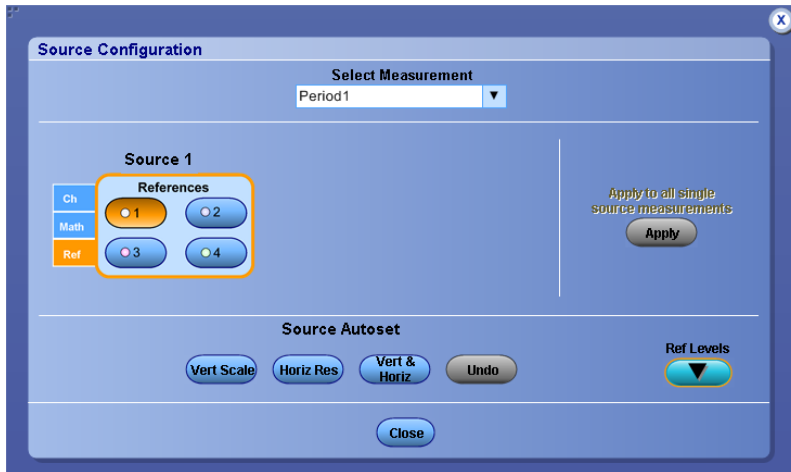 X
Source Configuration
Select Measurement
Period1
Source 1
Ch
Math
Ref
References
1
2
3
4
Apply to all single
source measurements
Apply
Source Autoset
Vert Scale
Horiz Res
Vert &
Horiz
Undo
Ref Levels
Close